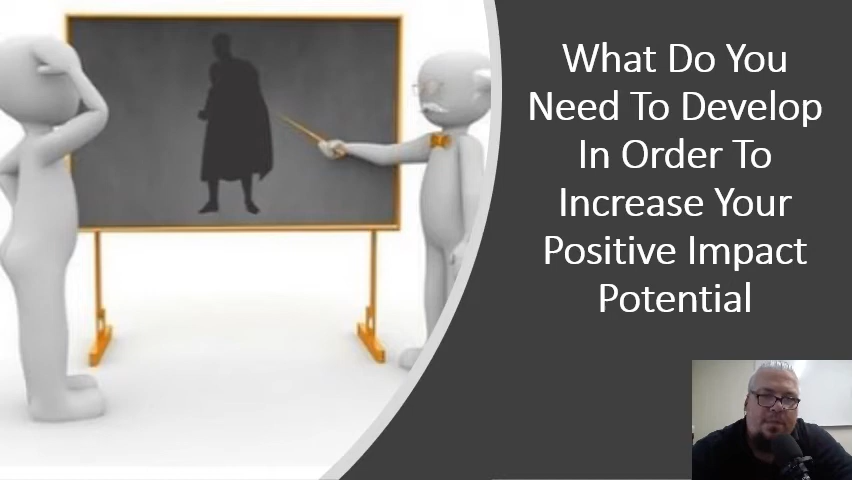 What Do You
Need To Develop
In Order To
Increase Your
Positive Impact
Potential